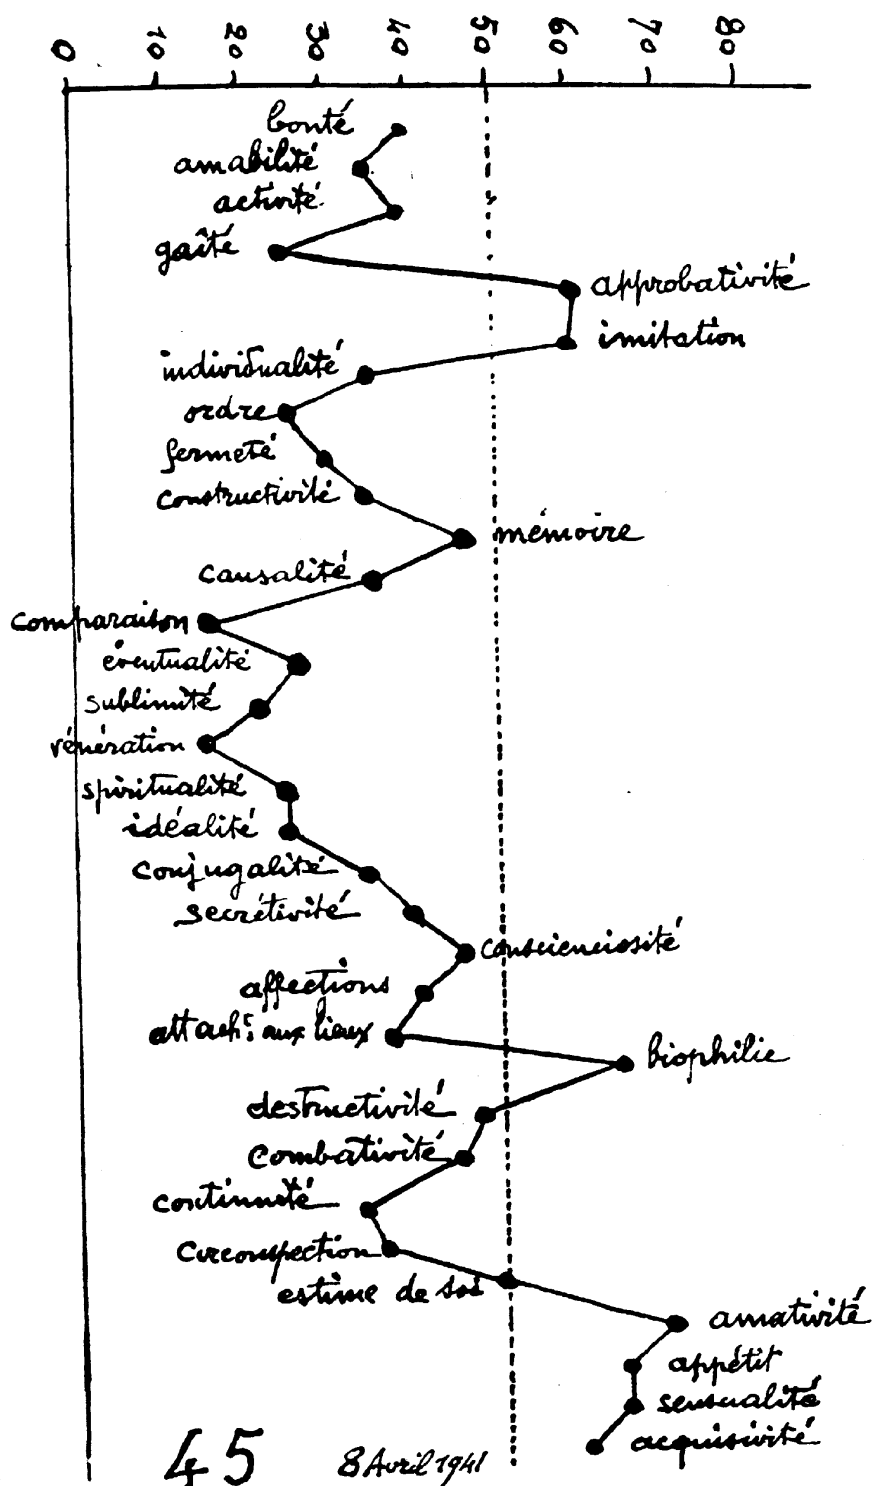 0 10 20 30 40 50 60 70 80
bonté
amabilité
activité
gaîté
approbativité
imitation
individualité
ordre
fermeté
constructivité
mémoire
causalité
comparaison
éventualité
sublimité
vénération
spiritualité
idéalité
conjugalité
secrétivité
consciencιosité
affections
attach.t aux lieux
biophilie
destructivité
combativité
continuité
circonspection
estime de soi
amativité
appétit
sensualité
acquisivité
45 8 Avril 1941